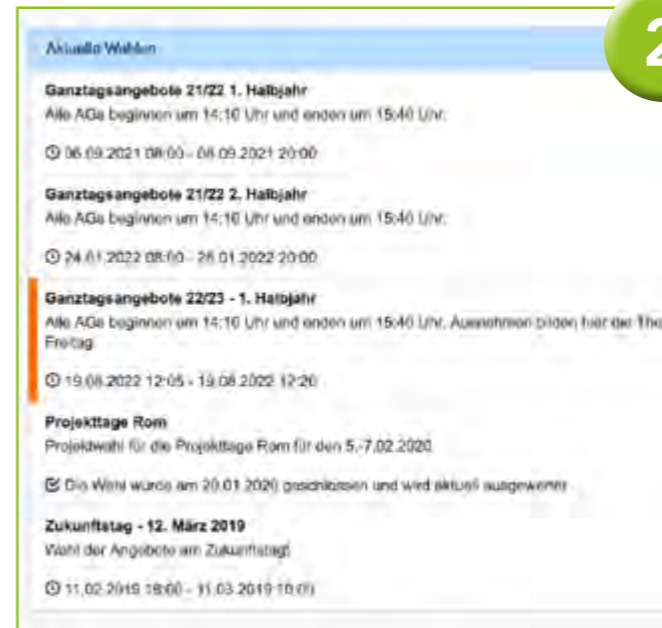 2
Aktuelle Wahlen
Ganztagsangebote 21/22 1. Halbjahr
Alle AGs beginnen um 14:10 Uhr und enden um 15:40 Uhr.
06.09.2021 08:00 - 08.09.2021 20:00
Ganztagsangebote 21/22 2. Halbjahr
Alle AGs beginnen um 14:10 Uhr und enden um 15:40 Uhr.
24.01.2022 08:00 - 28.01.2022 20:00
Ganztagsangebote 22/23 - 1. Halbjahr
Alle AGs beginnen um 14:10 Uhr und enden um 15:40 Uhr. Ausnahmen bilden hier die
Freitag
19.08.2022 12:05 - 19.08.2022 12:20
Projekttage Rom
Projektwahl für die Projekttage Rom für den 5.-7.02.2020
Die Wahl wurde am 20.01.2020 geschlossen und wird aktuell ausgewertet
Zukunftstag - 12. März 2019
Wahl der Angebote am Zukunftstag!
11.02.2019 18:00 - 11.03.2019 10:00